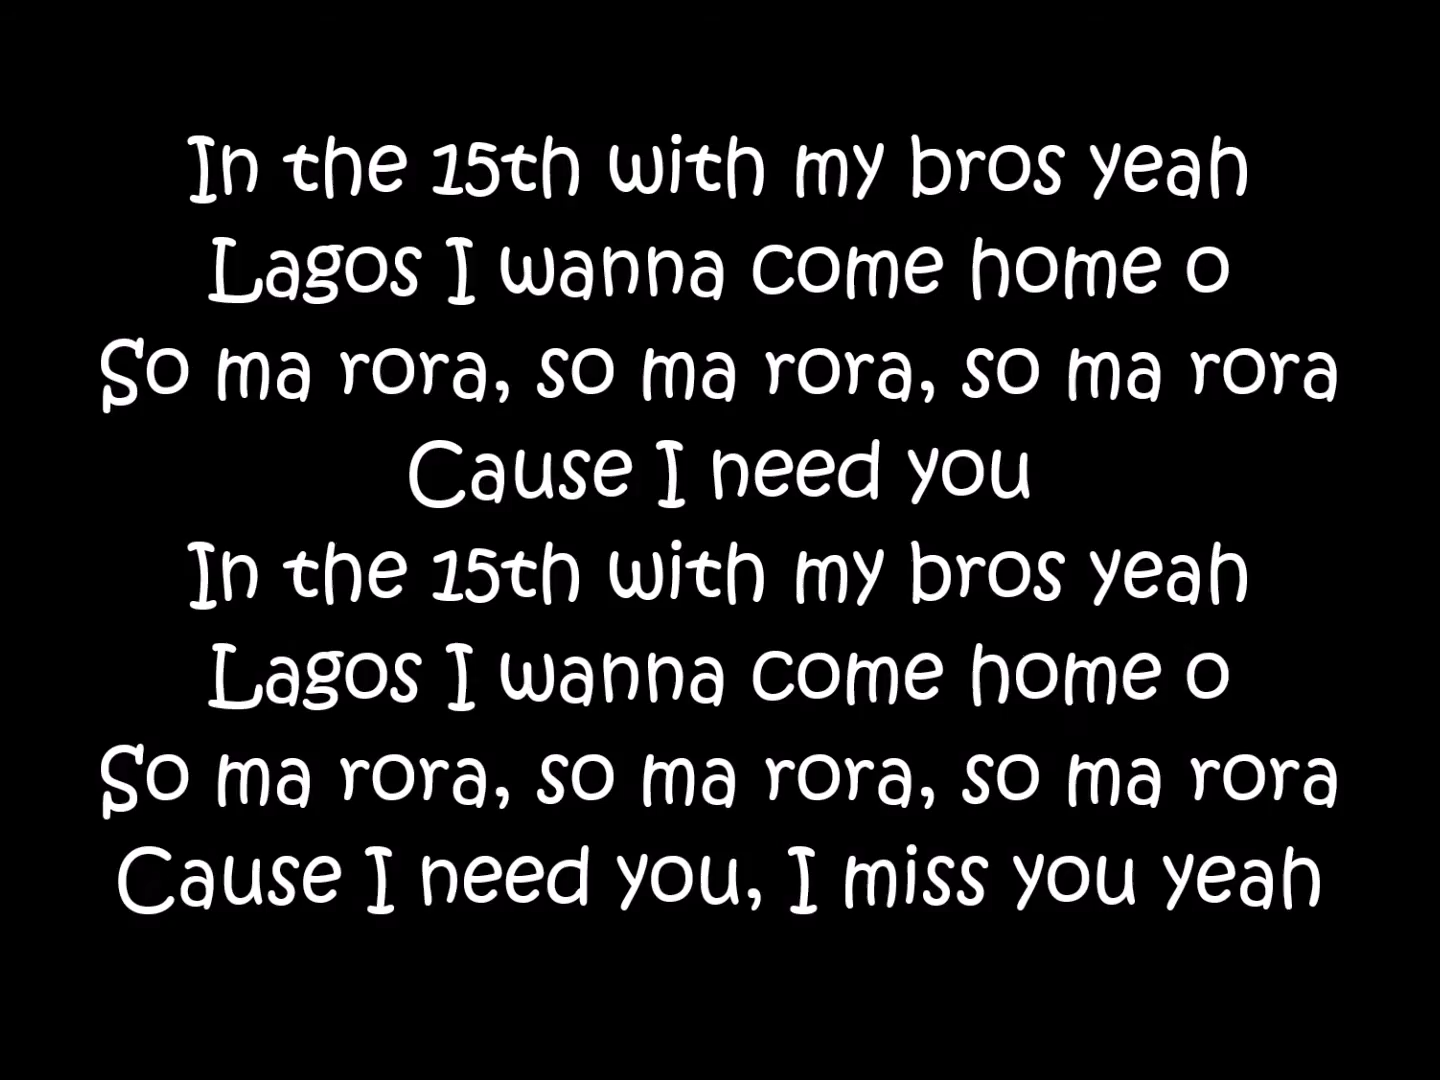 In the 15th with my bros yeah
Lagos I wanna come home o
So ma rora, so ma rora, so ma rora
Cause I need you
In the 15th with my bros yeah
Lagos I wanna come home o
So ma rora, so ma rora, so ma rora
Cause I need you, I miss you yeah